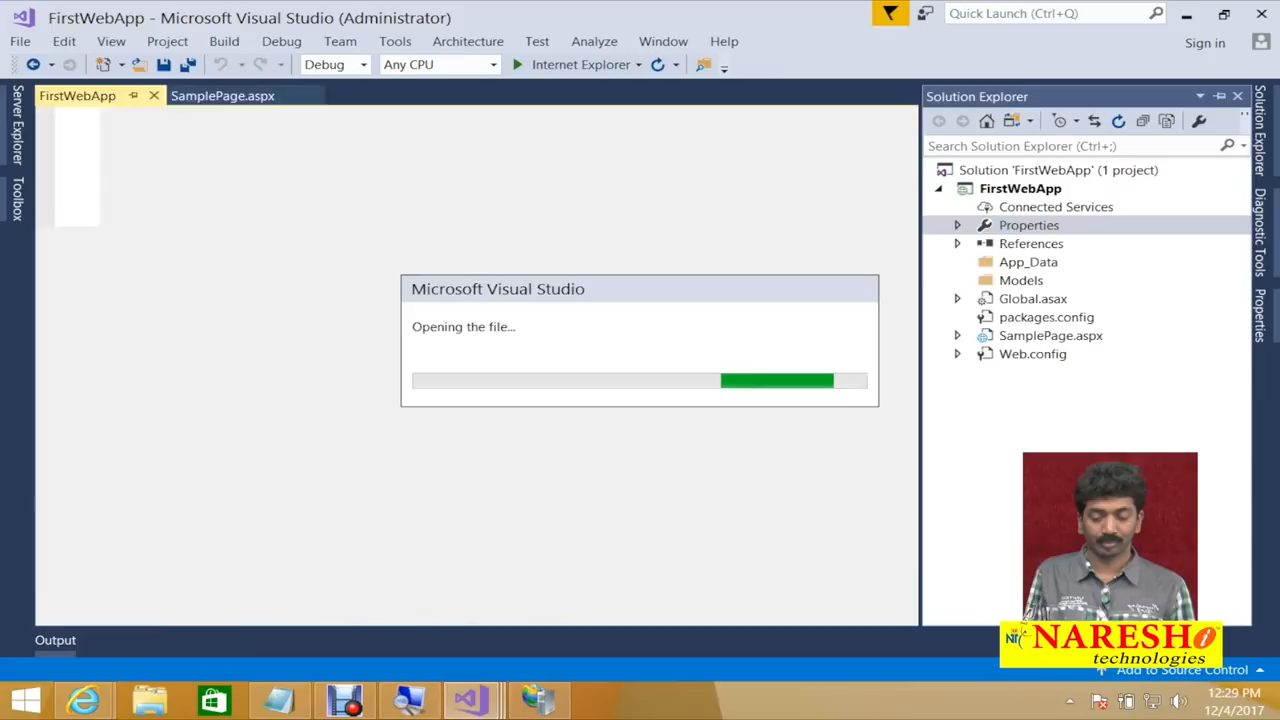 FirstWebApp - Microsoft Visual Studio (Administrator)
Quick Launch (Ctrl+Q)
File Edit View Project Build Debug Team Tools Architecture Test Analyze Window Help
Sign in
Debug Any CPU Internet Explorer
FirstWebApp SamplePage.aspx
Server Explorer
Toolbox
Microsoft Visual Studio
Opening the file...
Solution Explorer
Search Solution Explorer (Ctrl+;)
Solution 'FirstWebApp' (1 project)
FirstWebApp
Connected Services
Properties
References
App_Data
Models
Global.asax
packages.config
SamplePage.aspx
Web.config
Solution Explorer
Diagnostic Tools
Properties
NARESH i
technologies
Output
Add to Source Control
12:29 PM
12/4/2017